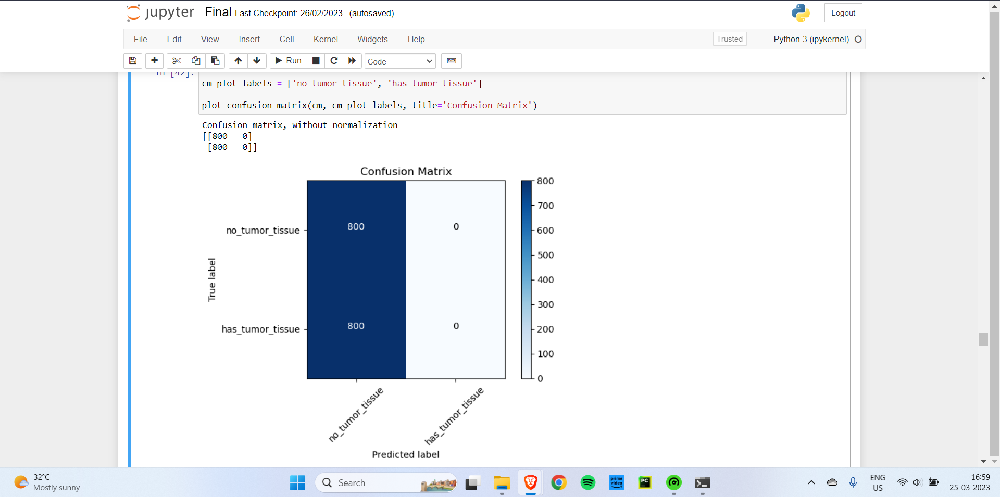 jupyter Final Last Checkpoint: 26/02/2023 (autosaved) Logout
File Edit View Insert Cell Kernel Widgets Help Trusted Python 3 (ipykernel)
Run Code
In [42]:
cm_plot_labels = ['no_tumor_tissue', 'has_tumor_tissue']
plot_confusion_matrix(cm, cm_plot_labels, title='Confusion Matrix')
Confusion matrix, without normalization
[[800   0]
 [800   0]]
Confusion Matrix
800
700
600
500
400
300
200
100
0
True label
no_tumor_tissue
800 0
has_tumor_tissue
800 0
no_tumor_tissue
has_tumor_tissue
Predicted label
32°C
Mostly sunny
Search
prime
video
PC
ENG
US
16:59
25-03-2023